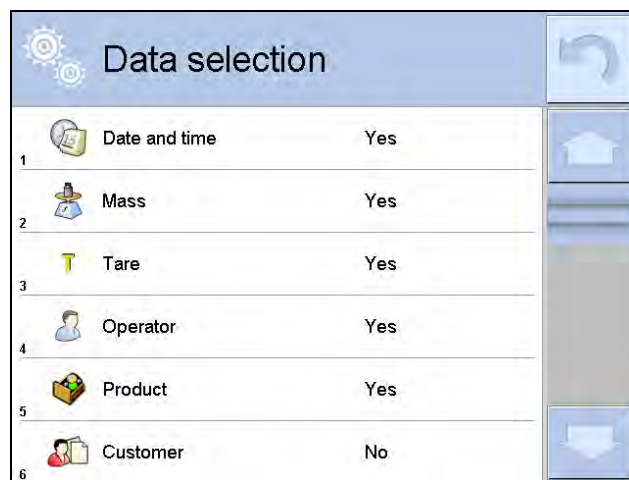 Data selection
Date and time Yes
1
Mass Yes
2
T Tare Yes
3
Operator Yes
4
Product Yes
5
Customer No
6